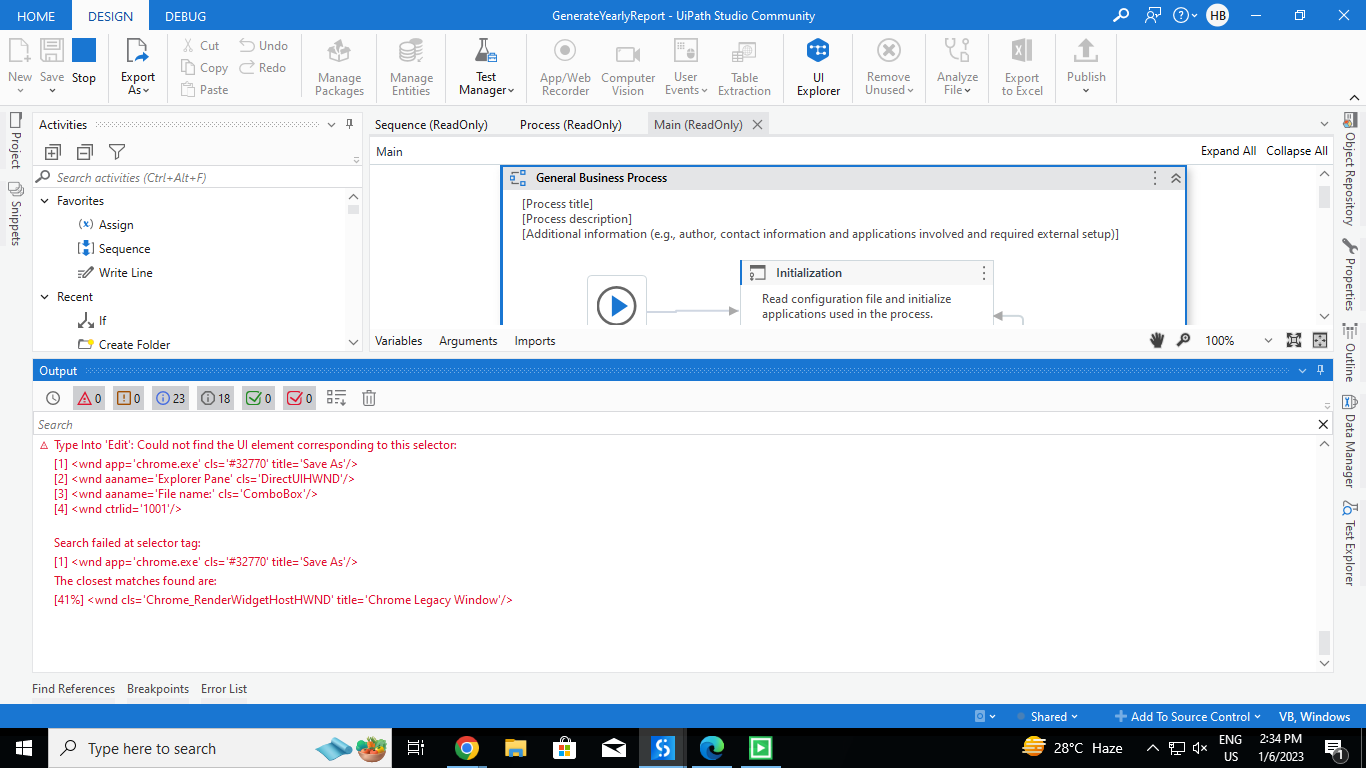 HOME DESIGN DEBUG GenerateYearlyReport - UiPath Studio Community HB
New Save Stop Export As Cut Copy Paste Undo Redo Manage Packages Manage Entities Test Manager App/Web Recorder Computer Vision User Events Table Extraction UI Explorer Remove Unused Analyze File Export to Excel Publish
Project
Snippets
Activities
Search activities (Ctrl+Alt+F)
Favorites
(x) Assign
Sequence
Write Line
Recent
If
Create Folder
Sequence (ReadOnly) Process (ReadOnly) Main (ReadOnly)
Main Expand All Collapse All
General Business Process
[Process title]
[Process description]
[Additional information (e.g., author, contact information and applications involved and required external setup)]
Initialization
Read configuration file and initialize
applications used in the process.
Variables Arguments Imports 100%
Object Repository
Properties
Outline
Data Manager
Test Explorer
Output
0 0 23 18 0 0
Search
Type Into 'Edit': Could not find the UI element corresponding to this selector:
[1] <wnd app='chrome.exe' cls='#32770' title='Save As'/>
[2] <wnd aaname='Explorer Pane' cls='DirectUIHWND'/>
[3] <wnd aaname='File name:' cls='ComboBox'/>
[4] <wnd ctrlid='1001'/>
Search failed at selector tag:
[1] <wnd app='chrome.exe' cls='#32770' title='Save As'/>
The closest matches found are:
[41%] <wnd cls='Chrome_RenderWidgetHostHWND' title='Chrome Legacy Window'/>
Find References Breakpoints Error List
Shared Add To Source Control VB, Windows
Type here to search 28°C Haze ENG US 2:34 PM 1/6/2023 1